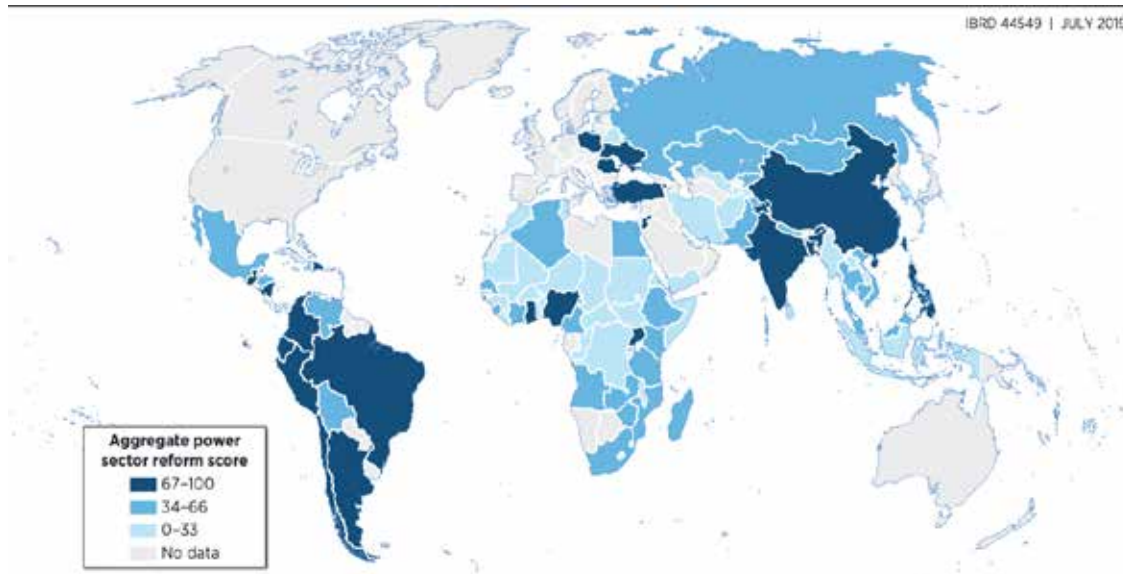 IBRD 44549 | JULY 2019
Aggregate power
sector reform score
67–100
34–66
0–33
No data